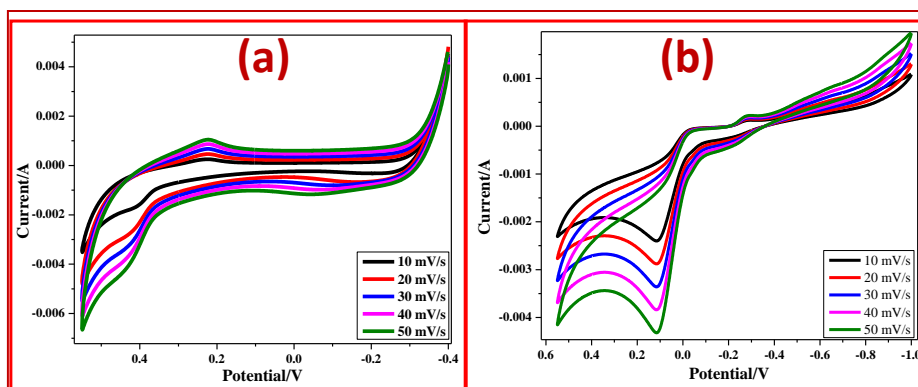 (a)
0.004
0.002
0.000
-0.002
-0.004
-0.006
Current/A
0.4
0.2
0.0
-0.2
-0.4
Potential/V
10 mV/s
20 mV/s
30 mV/s
40 mV/s
50 mV/s
(b)
0.001
0.000
-0.001
-0.002
-0.003
-0.004
Current/A
0.6
0.4
0.2
0.0
-0.2
-0.4
-0.6
-0.8
-1.0
Potential/V
10 mV/s
20 mV/s
30 mV/s
40 mV/s
50 mV/s